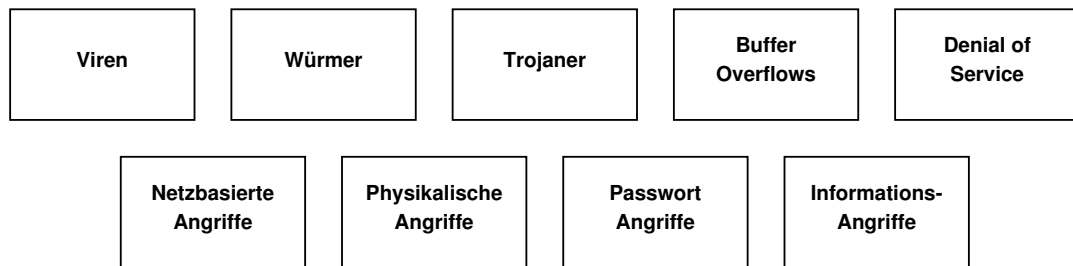 Viren
Würmer
Trojaner
Buffer
Overflows
Denial of
Service
Netzbasierte
Angriffe
Physikalische
Angriffe
Passwort
Angriffe
Informations-
Angriffe